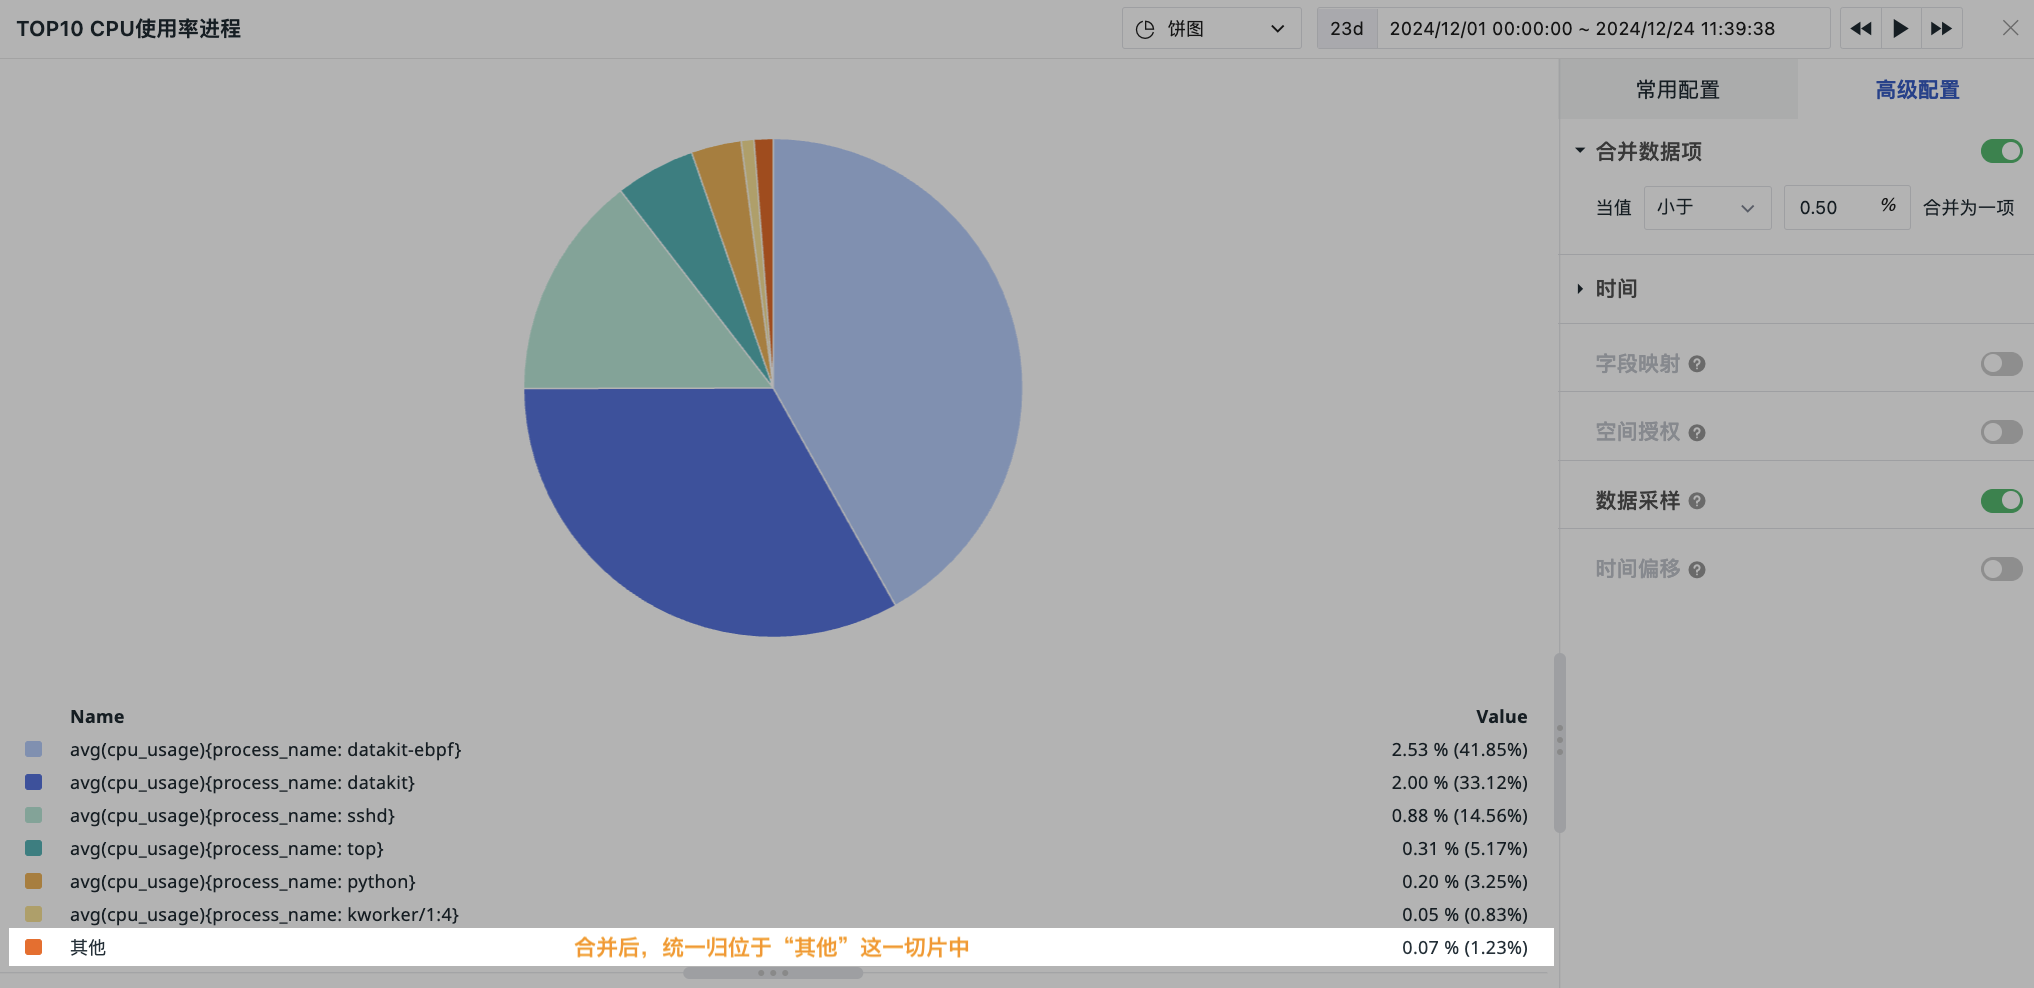 TOP10 CPU使用率进程
饼图
23d 2024/12/01 00:00:00 ~ 2024/12/24 11:39:38
常用配置 高级配置
合并数据项
当值 小于 0.50 % 合并为一项
时间
字段映射 ?
空间授权 ?
数据采样 ?
时间偏移 ?
Name Value
avg(cpu_usage){process_name: datakit-ebpf} 2.53 % (41.85%)
avg(cpu_usage){process_name: datakit} 2.00 % (33.12%)
avg(cpu_usage){process_name: sshd} 0.88 % (14.56%)
avg(cpu_usage){process_name: top} 0.31 % (5.17%)
avg(cpu_usage){process_name: python} 0.20 % (3.25%)
avg(cpu_usage){process_name: kworker/1:4} 0.05 % (0.83%)
其他 合并后，统一归位于“其他”这一切片中 0.07 % (1.23%)